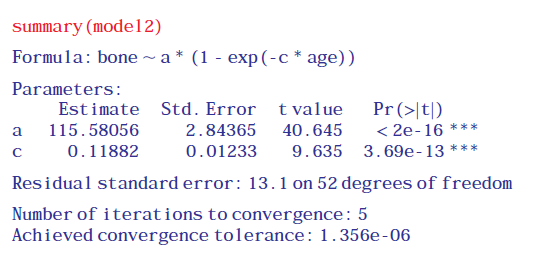 summary(model2)
Formula: bone ~ a * (1 - exp(-c * age))
Parameters:
Estimate Std. Error t value Pr(>|t|)
a 115.58056 2.84365 40.645 < 2e-16 ***
c 0.11882 0.01233 9.635 3.69e-13 ***
Residual standard error: 13.1 on 52 degrees of freedom
Number of iterations to convergence: 5
Achieved convergence tolerance: 1.356e-06